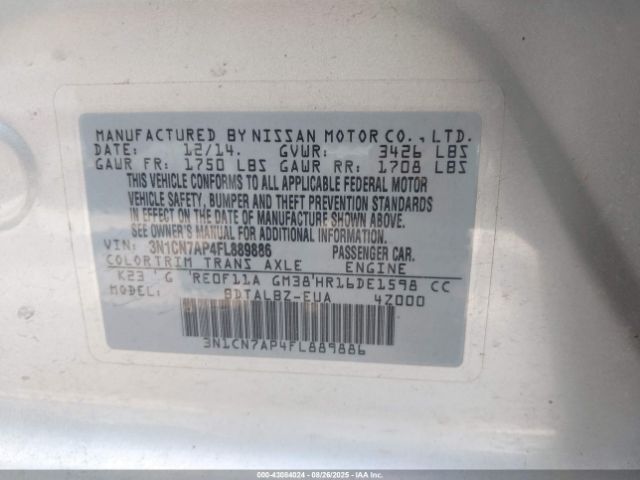 MANUFACTURED BY NISSAN MOTOR CO., LTD.
DATE: 12/14. GVWR: 3426 LBS
GAWR FR: 1750 LBS GAWR RR: 1708 LBS
THIS VEHICLE CONFORMS TO ALL APPLICABLE FEDERAL MOTOR
VEHICLE SAFETY, BUMPER AND THEFT PREVENTION STANDARDS
IN EFFECT ON THE DATE OF MANUFACTURE SHOWN ABOVE.
SEE OWNER'S MANUAL FOR ADDITIONAL INFORMATION.
VIN: 3N1CN7AP4FL889886 PASSENGER CAR.
COLOR TRIM TRANS AXLE ENGINE
K23 ' G 'RE0F11A GM38'HR16DE1598 CC
BDTALBZ-EUA 4Z000
3N1CN7AP4FL889886
000-43084024 | 08/26/2025 | IAA Inc.